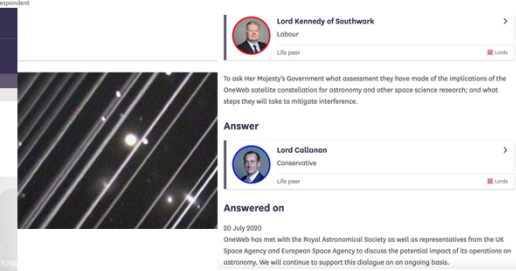 espondent
Lord Kennedy of Southwark
Labour
Life peer
Lords
To ask Her Majesty's Government what assessment they have made of the implications of the
OneWeb satellite constellation for astronomy and other space science research; and what
steps they will take to mitigate interference.
Answer
Lord Callanan
Conservative
Life peer
Lords
Answered on
20 July 2020
OneWeb has met with the Royal Astronomical Society as well as representatives from the UK
Space Agency and European Space Agency to discuss the potential impact of its operations on
astronomy. We will continue to support this dialogue on an ongoing basis.